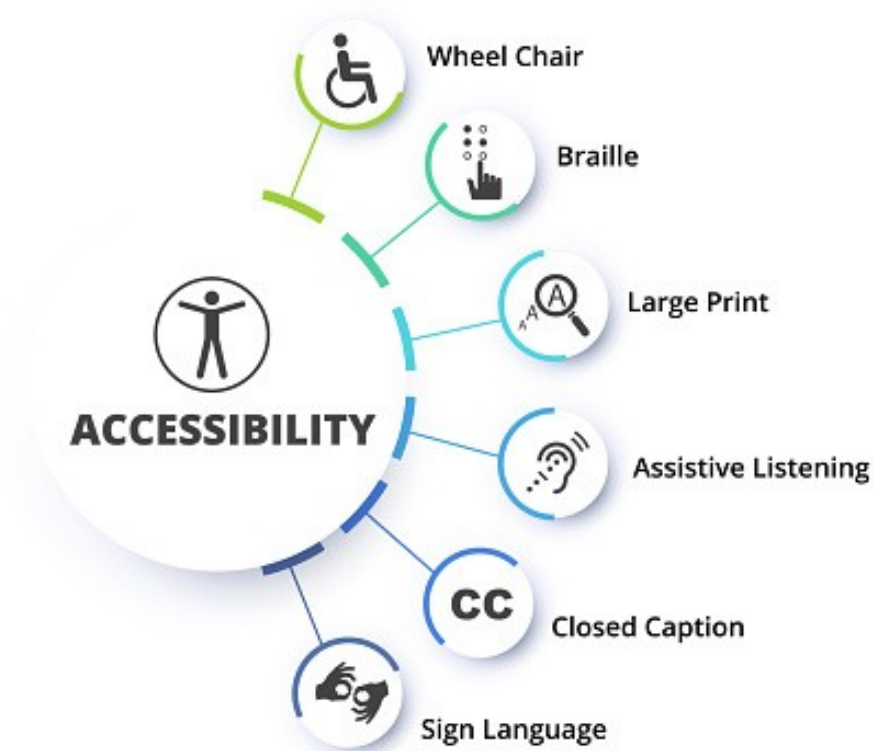 Wheel Chair
Braille
Large Print
ACCESSIBILITY
Assistive Listening
CC
Closed Caption
Sign Language